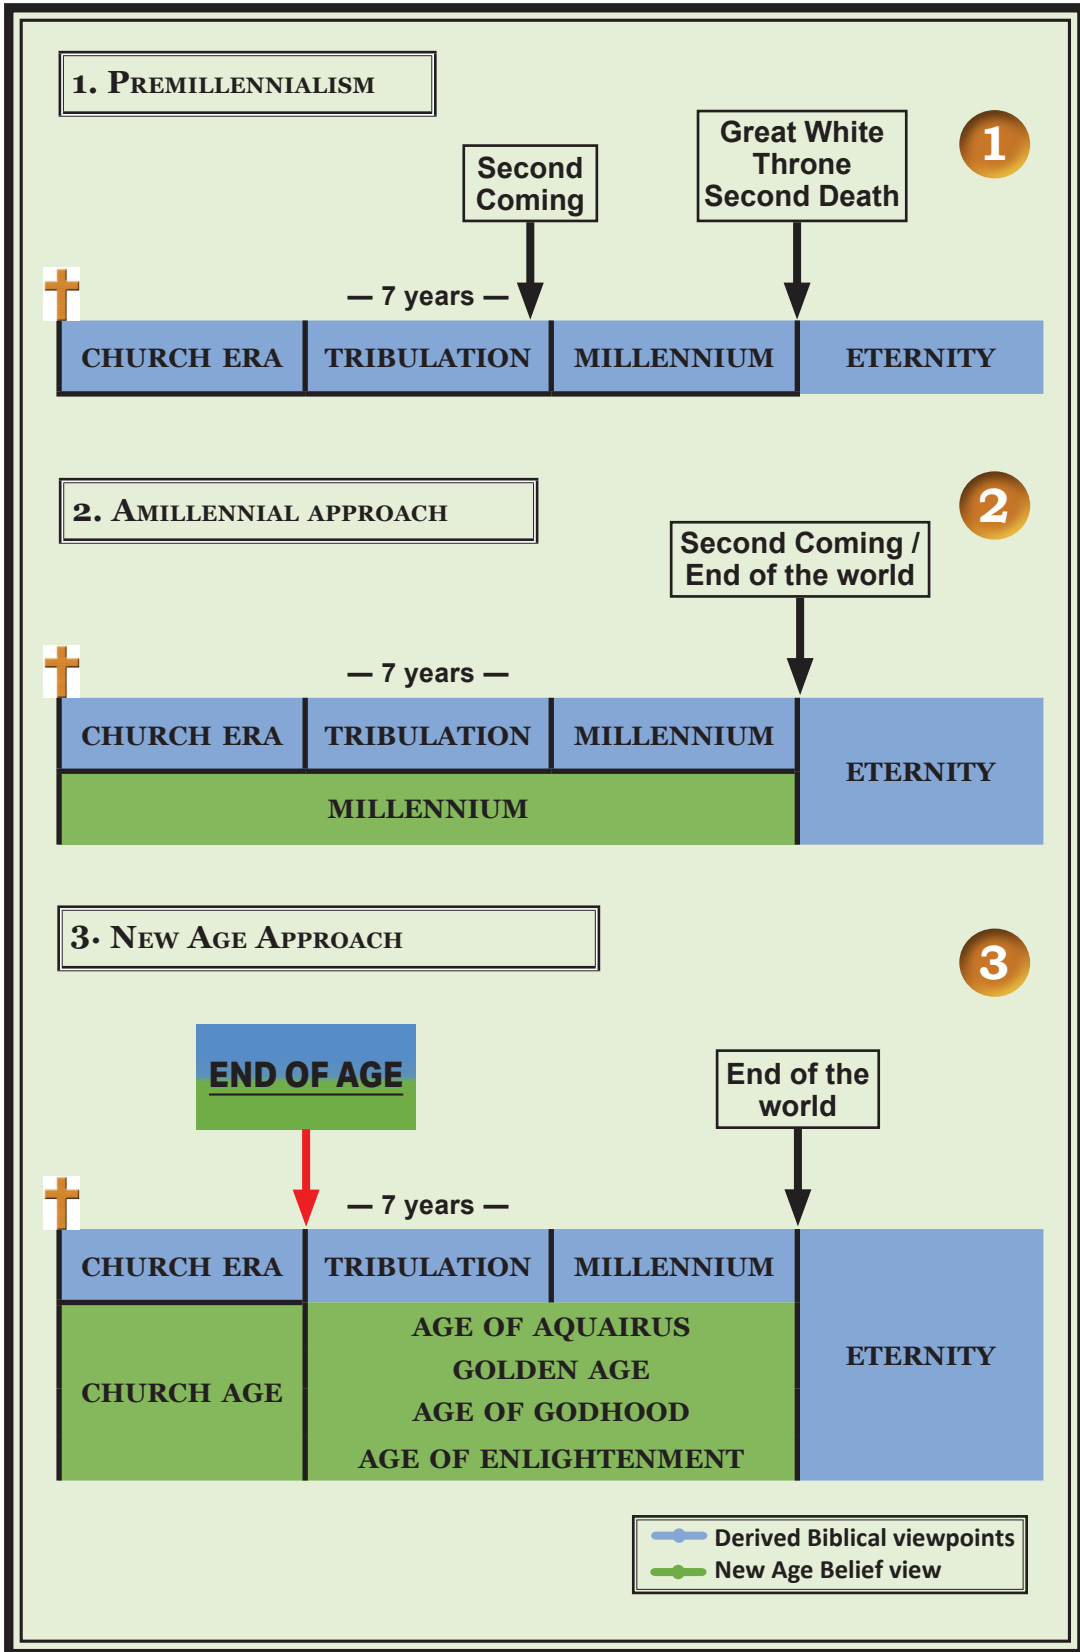 1. Premillennialism
1
Second
Coming
Great White
Throne
Second Death
— 7 years —
CHURCH ERA
TRIBULATION
MILLENNIUM
ETERNITY
2. Amillennial approach
2
Second Coming /
End of the world
— 7 years —
CHURCH ERA
TRIBULATION
MILLENNIUM
ETERNITY
MILLENNIUM
3. New Age Approach
3
END OF AGE
End of the
world
— 7 years —
CHURCH ERA
TRIBULATION
MILLENNIUM
CHURCH AGE
AGE OF AQUAIRUS
GOLDEN AGE
AGE OF GODHOOD
AGE OF ENLIGHTENMENT
ETERNITY
Derived Biblical viewpoints
New Age Belief view